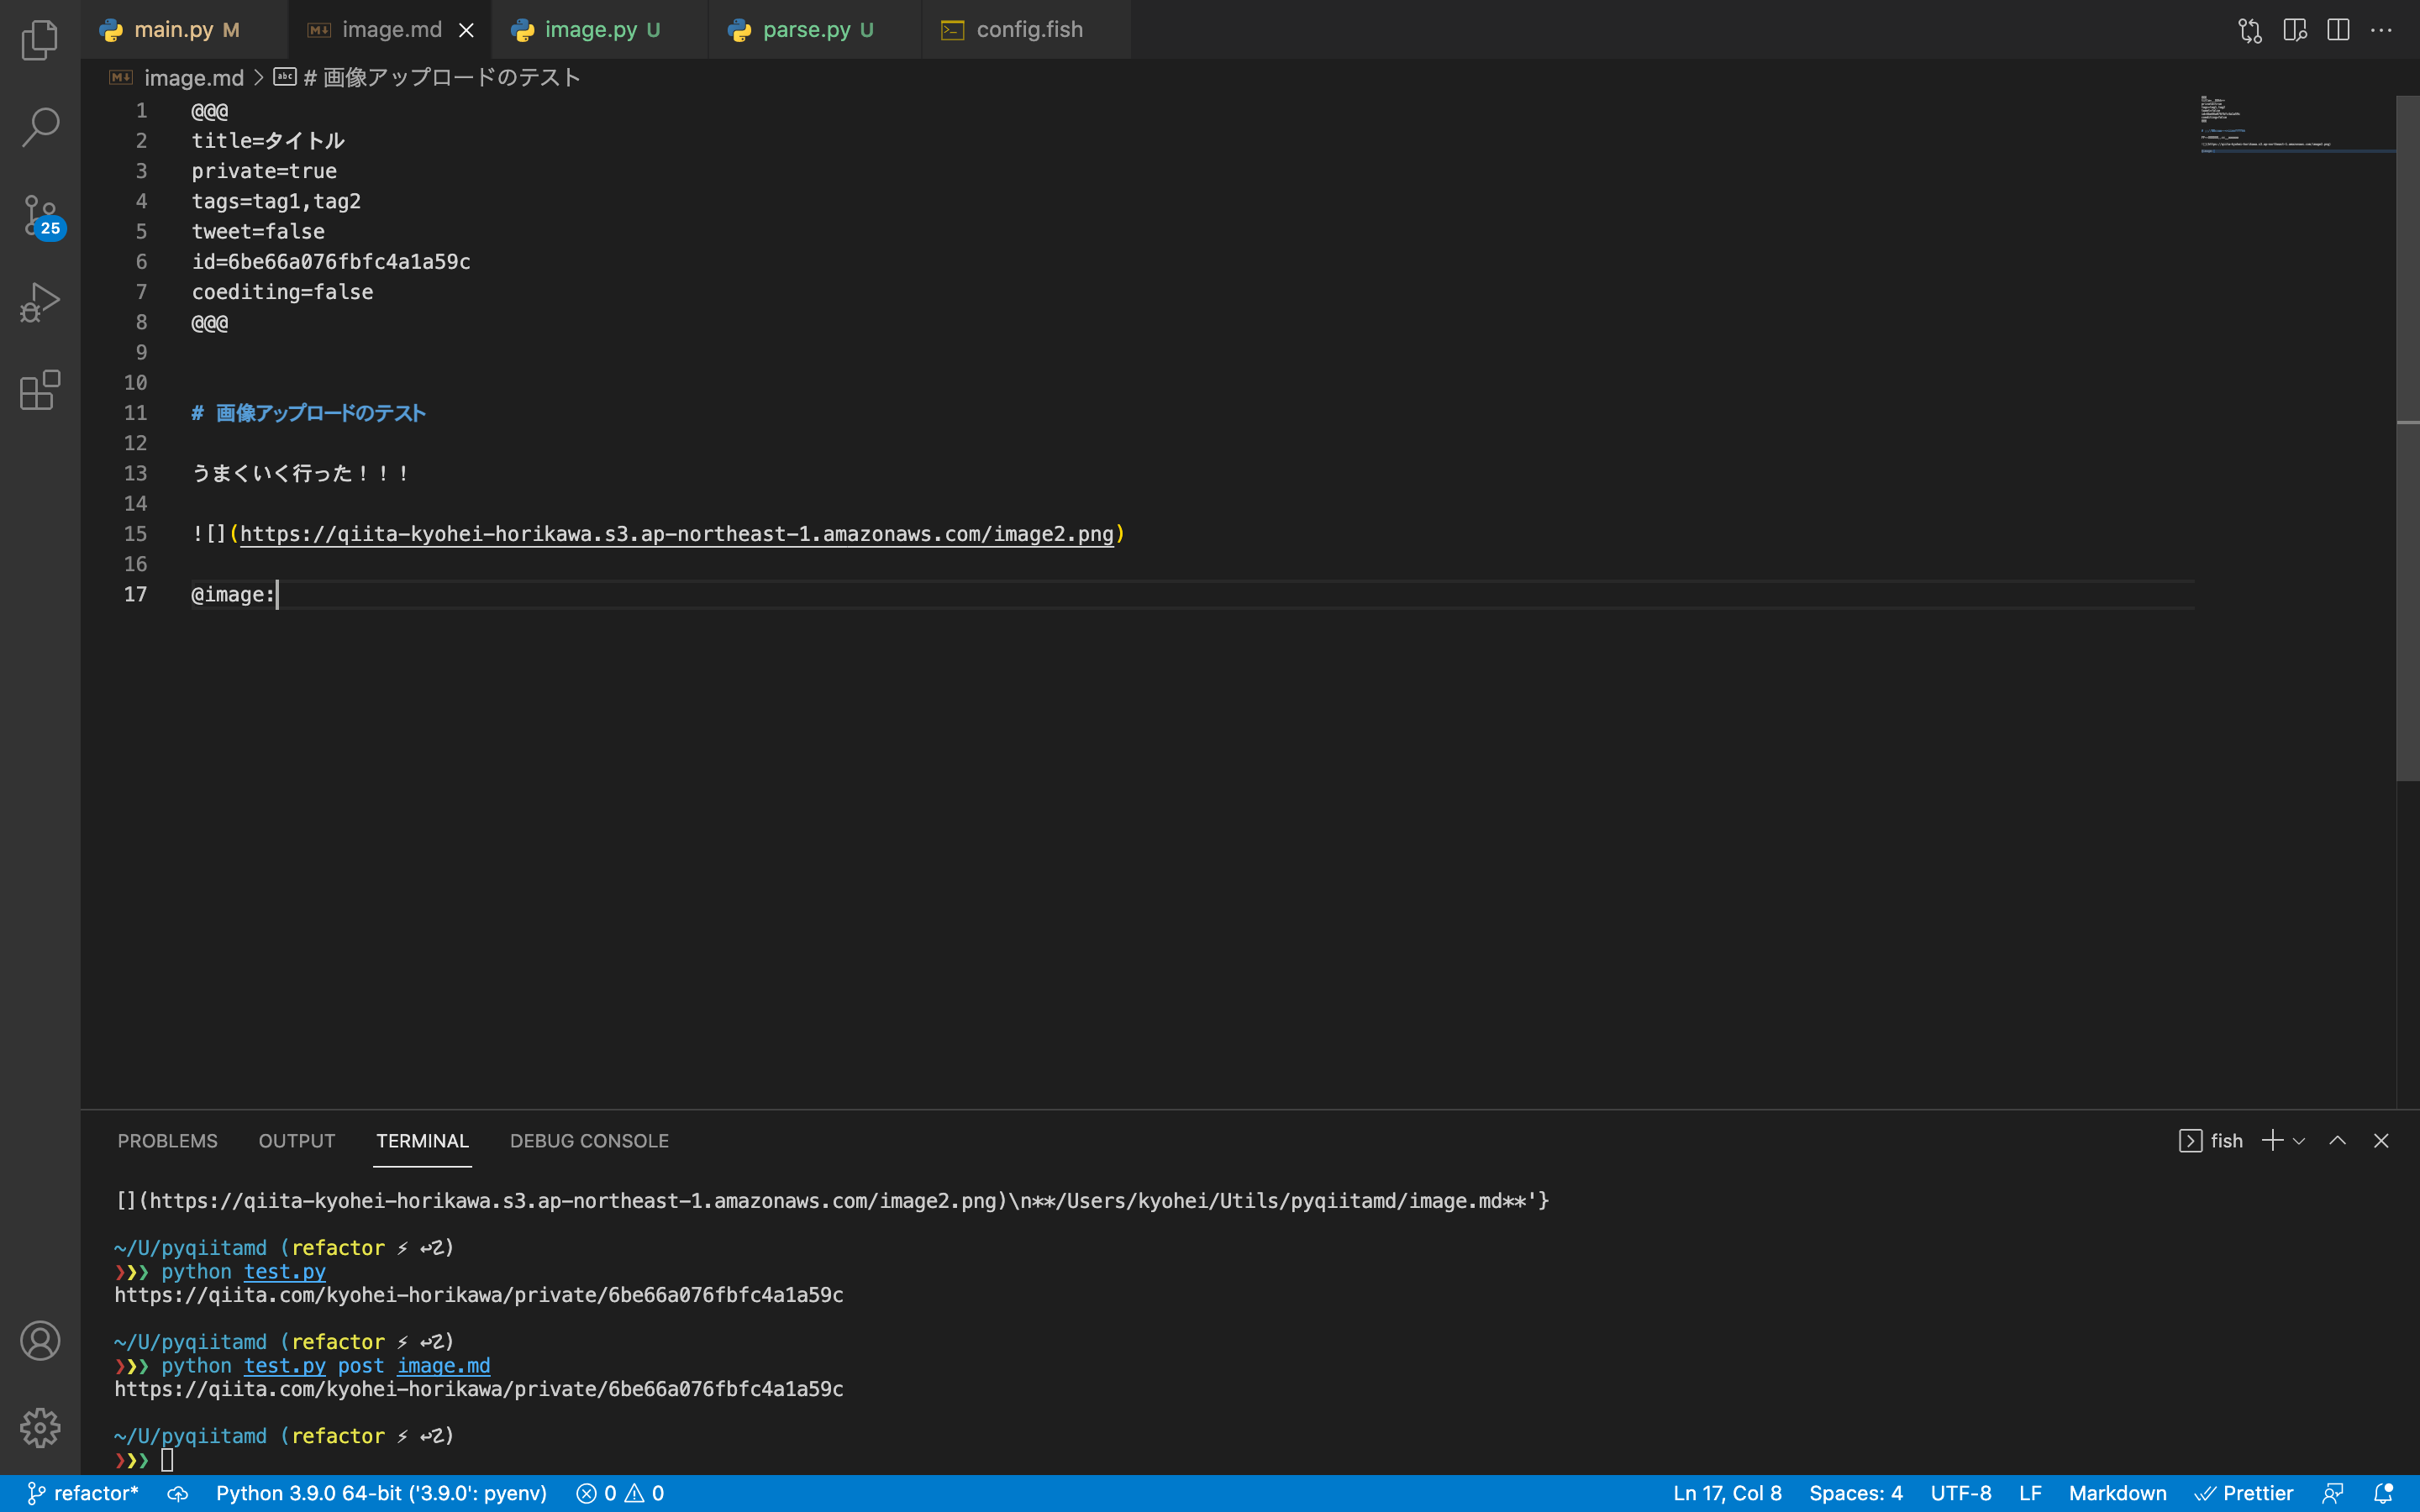 main.py M
image.md
image.py U
parse.py U
config.fish
image.md > # 画像アップロードのテスト
1 @@@
2 title=タイトル
3 private=true
4 tags=tag1,tag2
5 tweet=false
6 id=6be66a076fbfc4a1a59c
7 coediting=false
8 @@@
9
10
11 # 画像アップロードのテスト
12
13 うまくいく行った！！！
14
15 ![](https://qiita-kyohei-horikawa.s3.ap-northeast-1.amazonaws.com/image2.png)
16
17 @image:
25
PROBLEMS OUTPUT TERMINAL DEBUG CONSOLE
fish
[](https://qiita-kyohei-horikawa.s3.ap-northeast-1.amazonaws.com/image2.png)\n**/Users/kyohei/Utils/pyqiitamd/image.md**'}
~/U/pyqiitamd (refactor ⚡ ↩2)
❯❯❯ python test.py
https://qiita.com/kyohei-horikawa/private/6be66a076fbfc4a1a59c
~/U/pyqiitamd (refactor ⚡ ↩2)
❯❯❯ python test.py post image.md
https://qiita.com/kyohei-horikawa/private/6be66a076fbfc4a1a59c
~/U/pyqiitamd (refactor ⚡ ↩2)
❯❯❯
refactor* Python 3.9.0 64-bit ('3.9.0': pyenv) 0 0 Ln 17, Col 8 Spaces: 4 UTF-8 LF Markdown Prettier